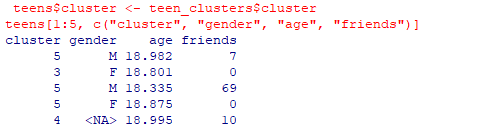 teens$cluster <- teen_clusters$cluster
teens[1:5, c("cluster", "gender", "age", "friends")]
cluster gender age friends
5 M 18.982 7
3 F 18.801 0
5 M 18.335 69
5 F 18.875 0
4 <NA> 18.995 10